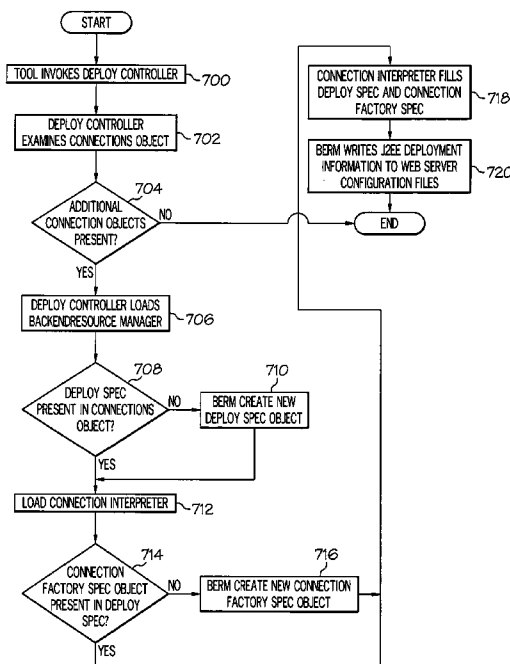 START
TOOL INVOKES DEPLOY CONTROLLER
700
DEPLOY CONTROLLER
EXAMINES CONNECTIONS OBJECT
702
704
ADDITIONAL
CONNECTION OBJECTS
PRESENT?
NO
YES
DEPLOY CONTROLLER LOADS
BACKENDRESOURCE MANAGER
706
708
DEPLOY SPEC
PRESENT IN CONNECTIONS
OBJECT?
NO
YES
710
BERM CREATE NEW
DEPLOY SPEC OBJECT
LOAD CONNECTION INTERPRETER
712
714
CONNECTION
FACTORY SPEC OBJECT
PRESENT IN DEPLOY
SPEC?
NO
YES
716
BERM CREATE NEW CONNECTION
FACTORY SPEC OBJECT
CONNECTION INTERPRETER FILLS
DEPLOY SPEC AND CONNECTION
FACTORY SPEC
718
BERM WRITES J2EE DEPLOYMENT
INFORMATION TO WEB SERVER
CONFIGURATION FILES
720
END